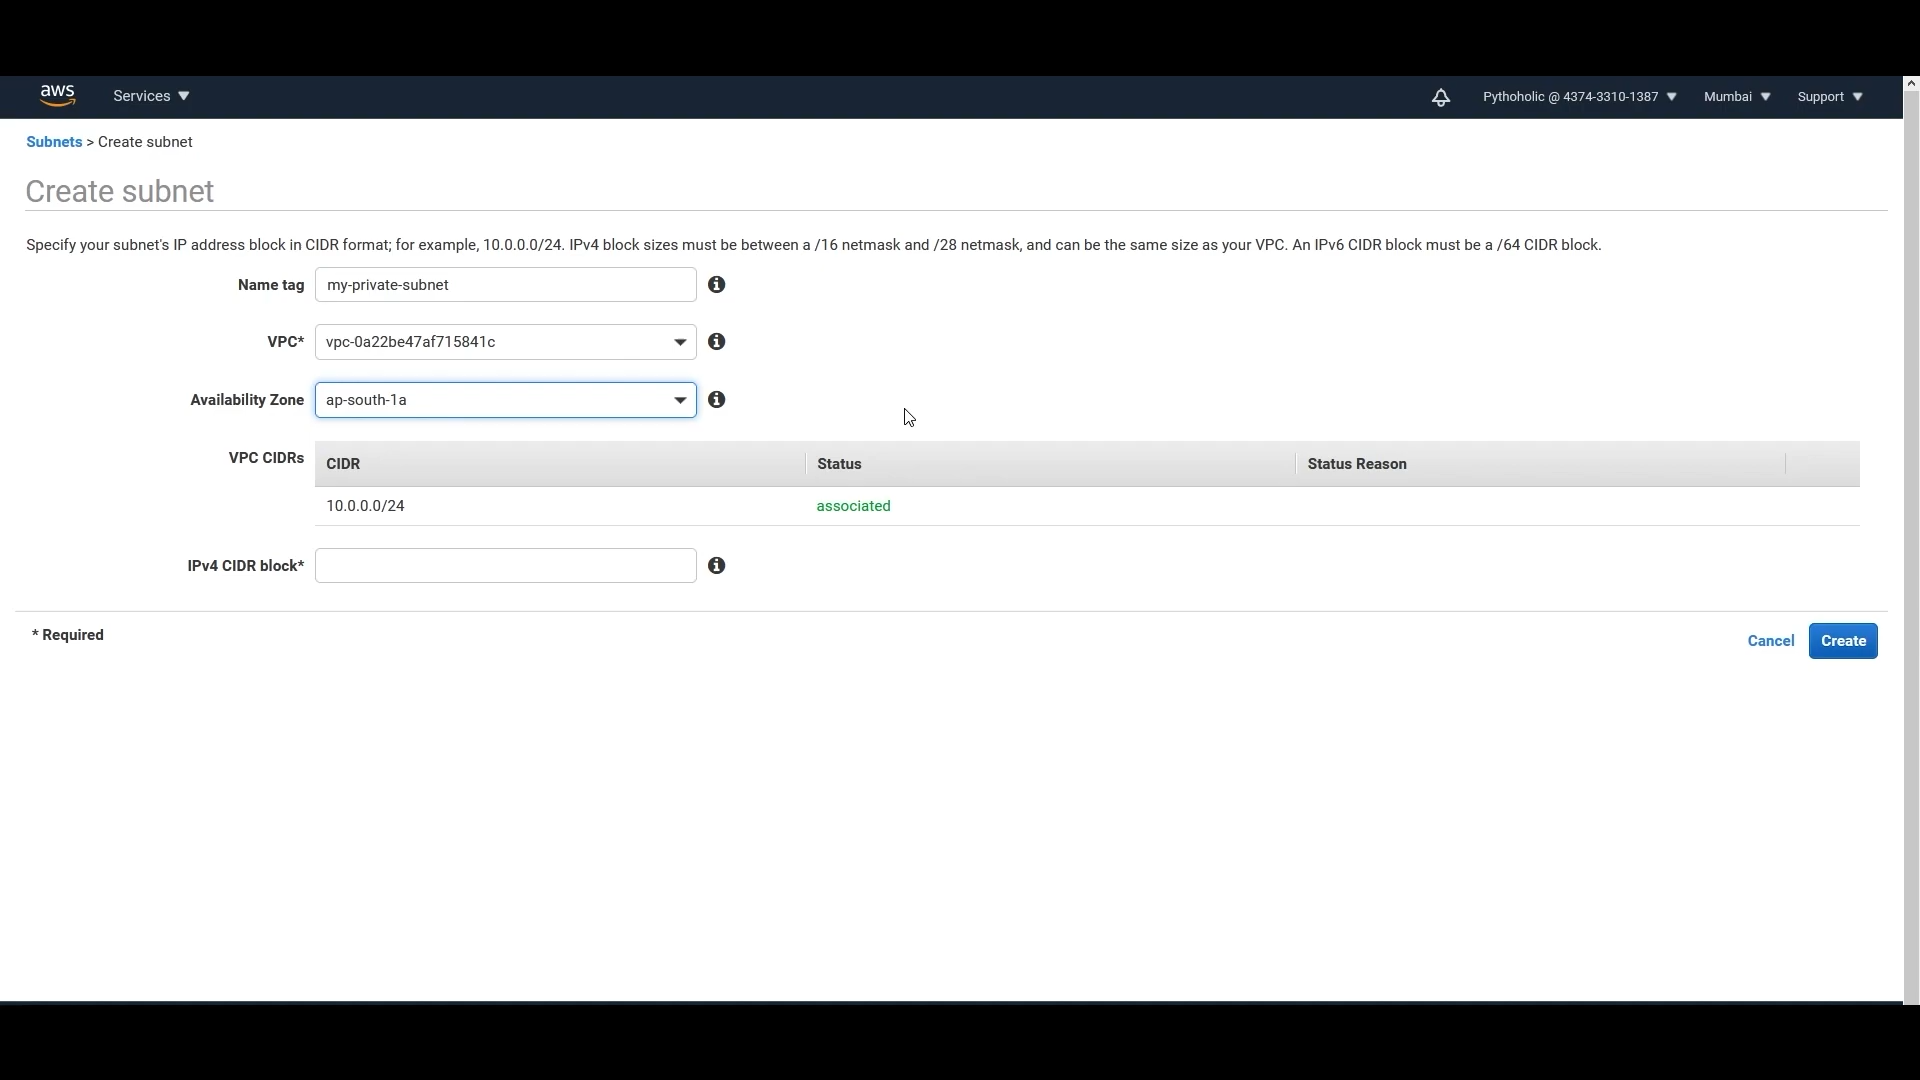 aws Services Pythoholic @ 4374-3310-1387 Mumbai Support
Subnets > Create subnet
Create subnet
Specify your subnet's IP address block in CIDR format; for example, 10.0.0.0/24. IPv4 block sizes must be between a /16 netmask and /28 netmask, and can be the same size as your VPC. An IPv6 CIDR block must be a /64 CIDR block.
Name tag my-private-subnet
VPC* vpc-0a22be47af715841c
Availability Zone ap-south-1a
VPC CIDRs CIDR Status Status Reason
10.0.0.0/24 associated
IPv4 CIDR block*
* Required
Cancel Create